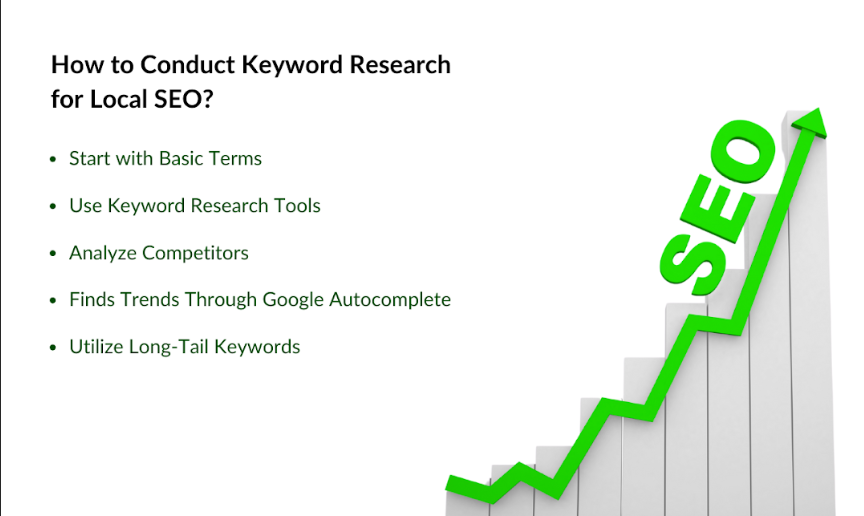 How to Conduct Keyword Research
for Local SEO?
• Start with Basic Terms
• Use Keyword Research Tools
• Analyze Competitors
• Finds Trends Through Google Autocomplete
• Utilize Long-Tail Keywords
SEO